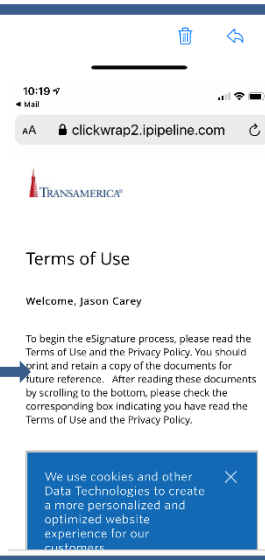 10:19
Mail
AA clickwrap2.ipipeline.com
TRANSAMERICA®
Terms of Use
Welcome, Jason Carey
To begin the eSignature process, please read the
Terms of Use and the Privacy Policy. You should
print and retain a copy of the documents for
future reference. After reading these documents
by scrolling to the bottom, please check the
corresponding box indicating you have read the
Terms of Use and the Privacy Policy.
We use cookies and other
Data Technologies to create
a more personalized and
optimized website
experience for our
customers